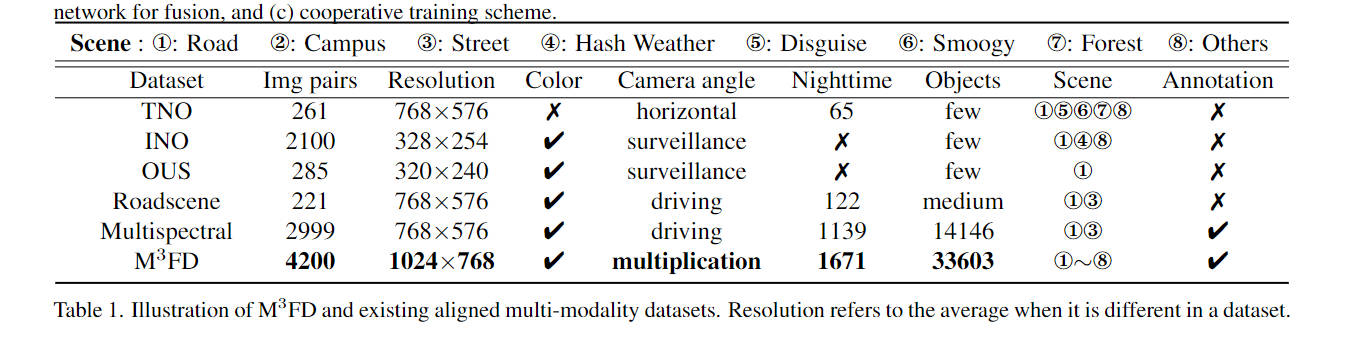 network for fusion, and (c) cooperative training scheme.
Scene : ①: Road ②: Campus ③: Street ④: Hash Weather ⑤: Disguise ⑥: Smoogy ⑦: Forest ⑧: Others
Dataset Img pairs Resolution Color Camera angle Nighttime Objects Scene Annotation
TNO 261 768×576 ✗ horizontal 65 few ①⑤⑥⑦⑧ ✗
INO 2100 328×254 ✔ surveillance ✗ few ①④⑧ ✗
OUS 285 320×240 ✔ surveillance ✗ few ① ✗
Roadscene 221 768×576 ✔ driving 122 medium ①③ ✗
Multispectral 2999 768×576 ✔ driving 1139 14146 ①③ ✔
M³FD 4200 1024×768 ✔ multiplication 1671 33603 ①~⑧ ✔
Table 1. Illustration of M³FD and existing aligned multi-modality datasets. Resolution refers to the average when it is different in a dataset.